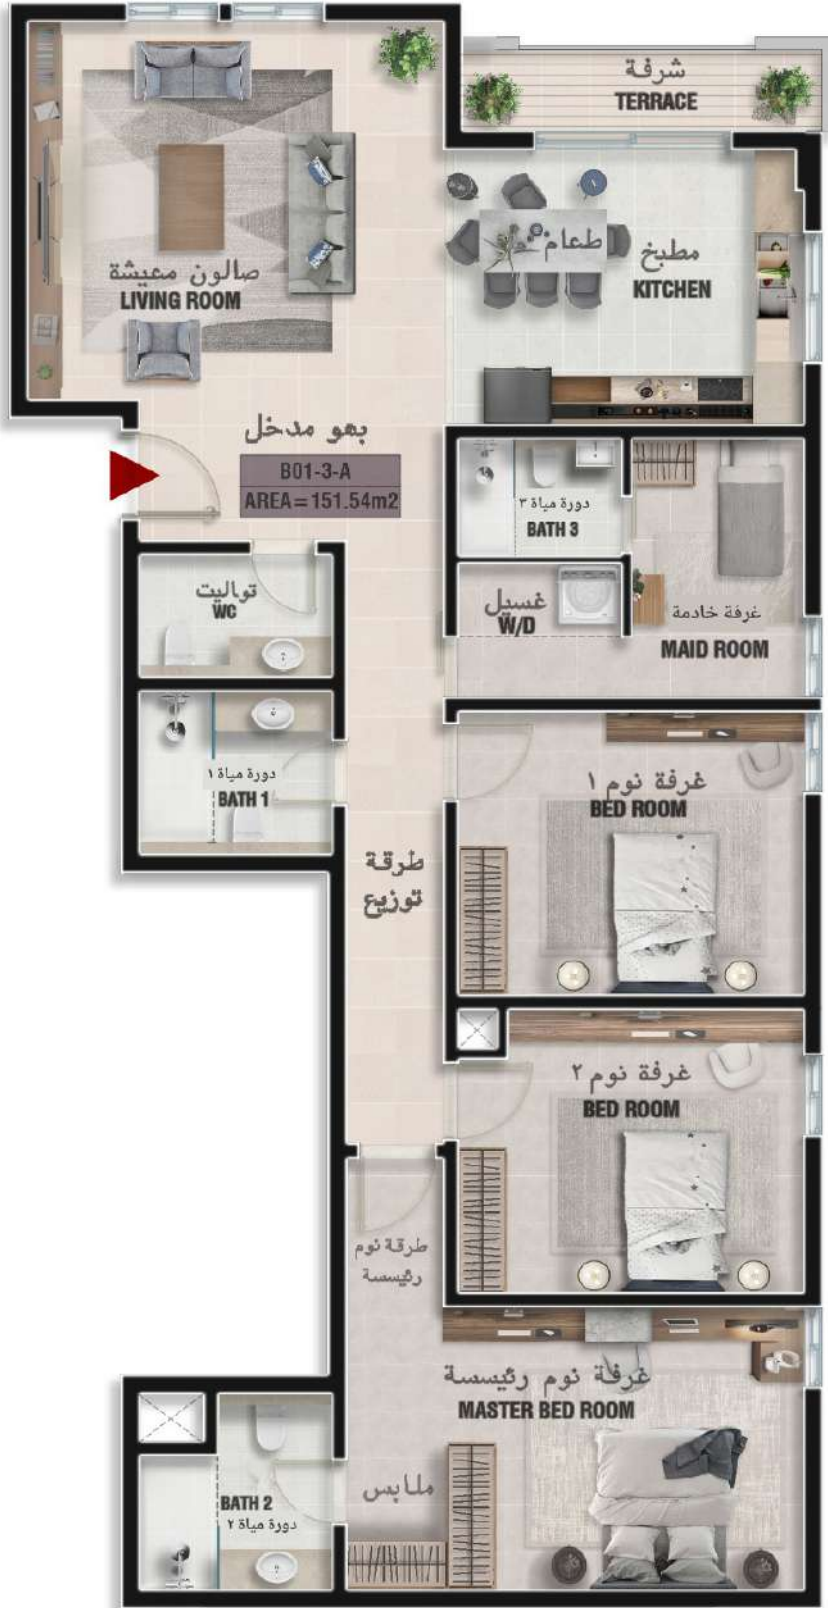 شرفة
TERRACE
طعام
مطبخ
KITCHEN
صالون معيشة
LIVING ROOM
بهو مدخل
B01-3-A
AREA=151.54m2
دورة مياة ٣
BATH 3
تواليت
WC
غسيل
W/D
غرفة خادمة
MAID ROOM
دورة مياة ١
BATH 1
غرفة نوم ١
BED ROOM
طرقة
توزيع
غرفة نوم ٢
BED ROOM
طرقة نوم
رئيسسة
غرفة نوم رئيسسة
MASTER BED ROOM
ملابس
BATH 2
دورة مياة ٢